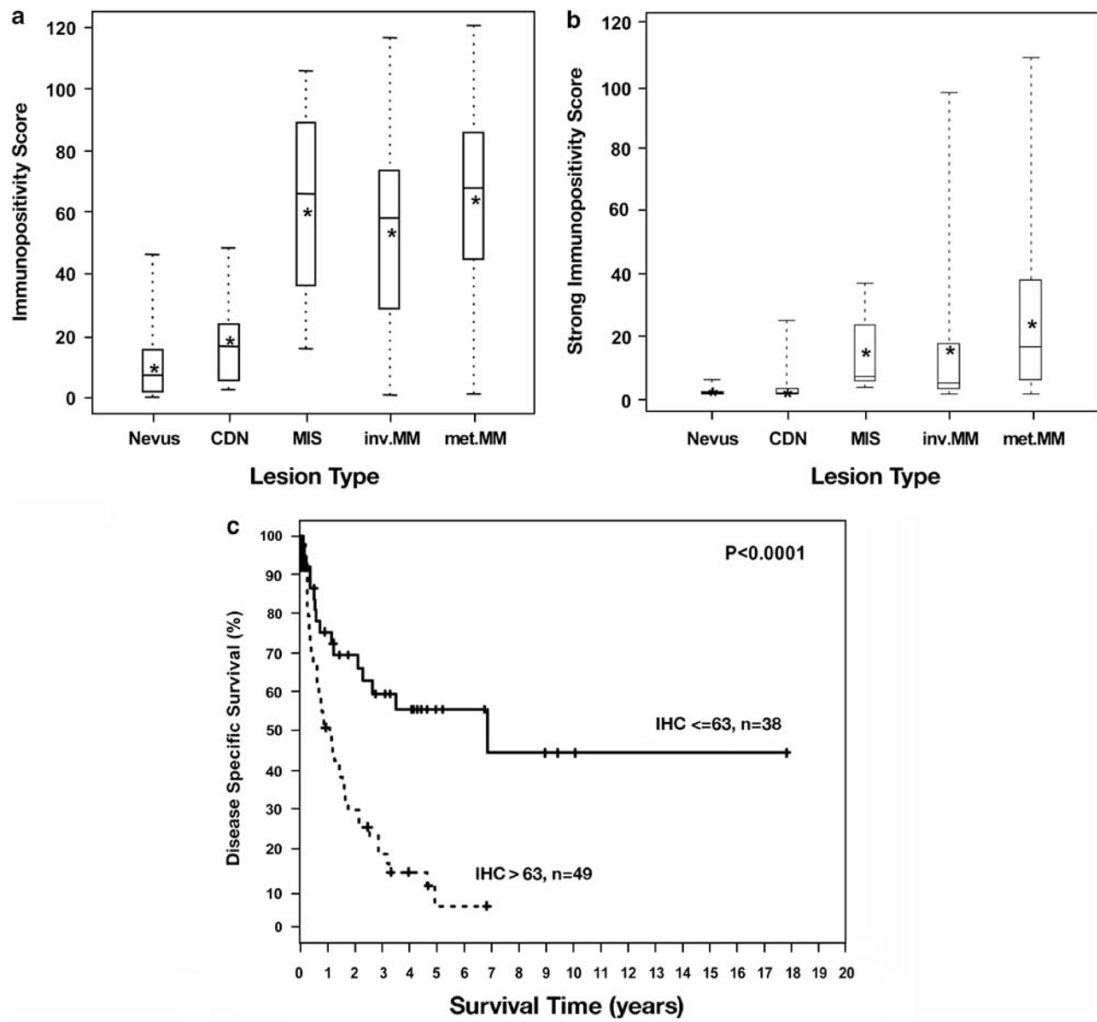 a
Immunopositivity Score
120
100
80
60
40
20
0
Nevus CDN MIS inv.MM met.MM
Lesion Type
b
Strong Immunopositivity Score
120
100
80
60
40
20
0
Nevus CDN MIS inv.MM met.MM
Lesion Type
c
Disease Specific Survival (%)
100
90
80
70
60
50
40
30
20
10
0
P<0.0001
IHC <=63, n=38
IHC > 63, n=49
0 1 2 3 4 5 6 7 8 9 10 11 12 13 14 15 16 17 18 19 20
Survival Time (years)